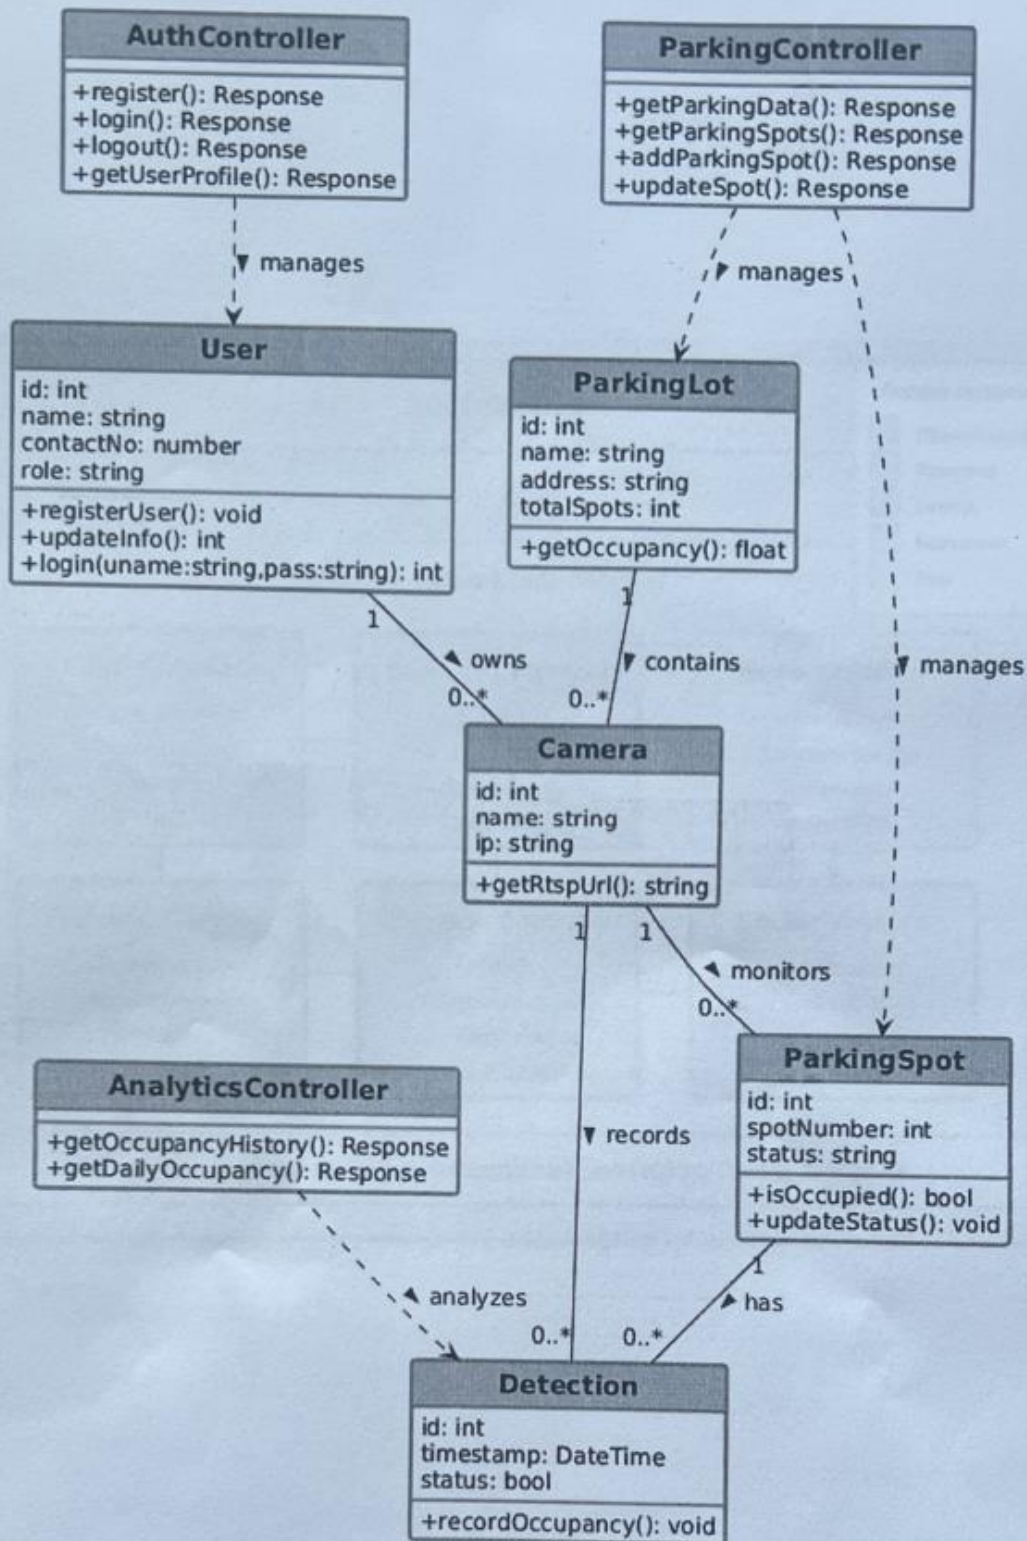 AuthController
+register(): Response
+login(): Response
+logout(): Response
+getUserProfile(): Response
ParkingController
+getParkingData(): Response
+getParkingSpots(): Response
+addParkingSpot(): Response
+updateSpot(): Response
manages
manages
User
id: int
name: string
contactNo: number
role: string
+registerUser(): void
+updateInfo(): int
+login(uname:string,pass:string): int
ParkingLot
id: int
name: string
address: string
totalSpots: int
+getOccupancy(): float
1
owns
0..*
1
contains
0..*
manages
Camera
id: int
name: string
ip: string
+getRtspUrl(): string
1
1
monitors
0..*
ParkingSpot
id: int
spotNumber: int
status: string
+isOccupied(): bool
+updateStatus(): void
AnalyticsController
+getOccupancyHistory(): Response
+getDailyOccupancy(): Response
records
analyzes
1
has
0..*
0..*
Detection
id: int
timestamp: DateTime
status: bool
+recordOccupancy(): void